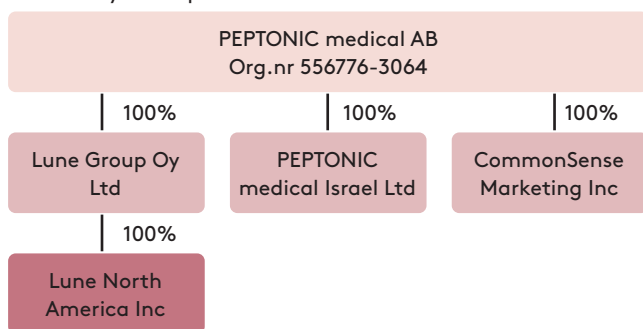 PEPTONIC medical AB
Org.nr 556776-3064
100%
100%
100%
Lune Group Oy
Ltd
PEPTONIC
medical Israel Ltd
CommonSense
Marketing Inc
100%
Lune North
America Inc